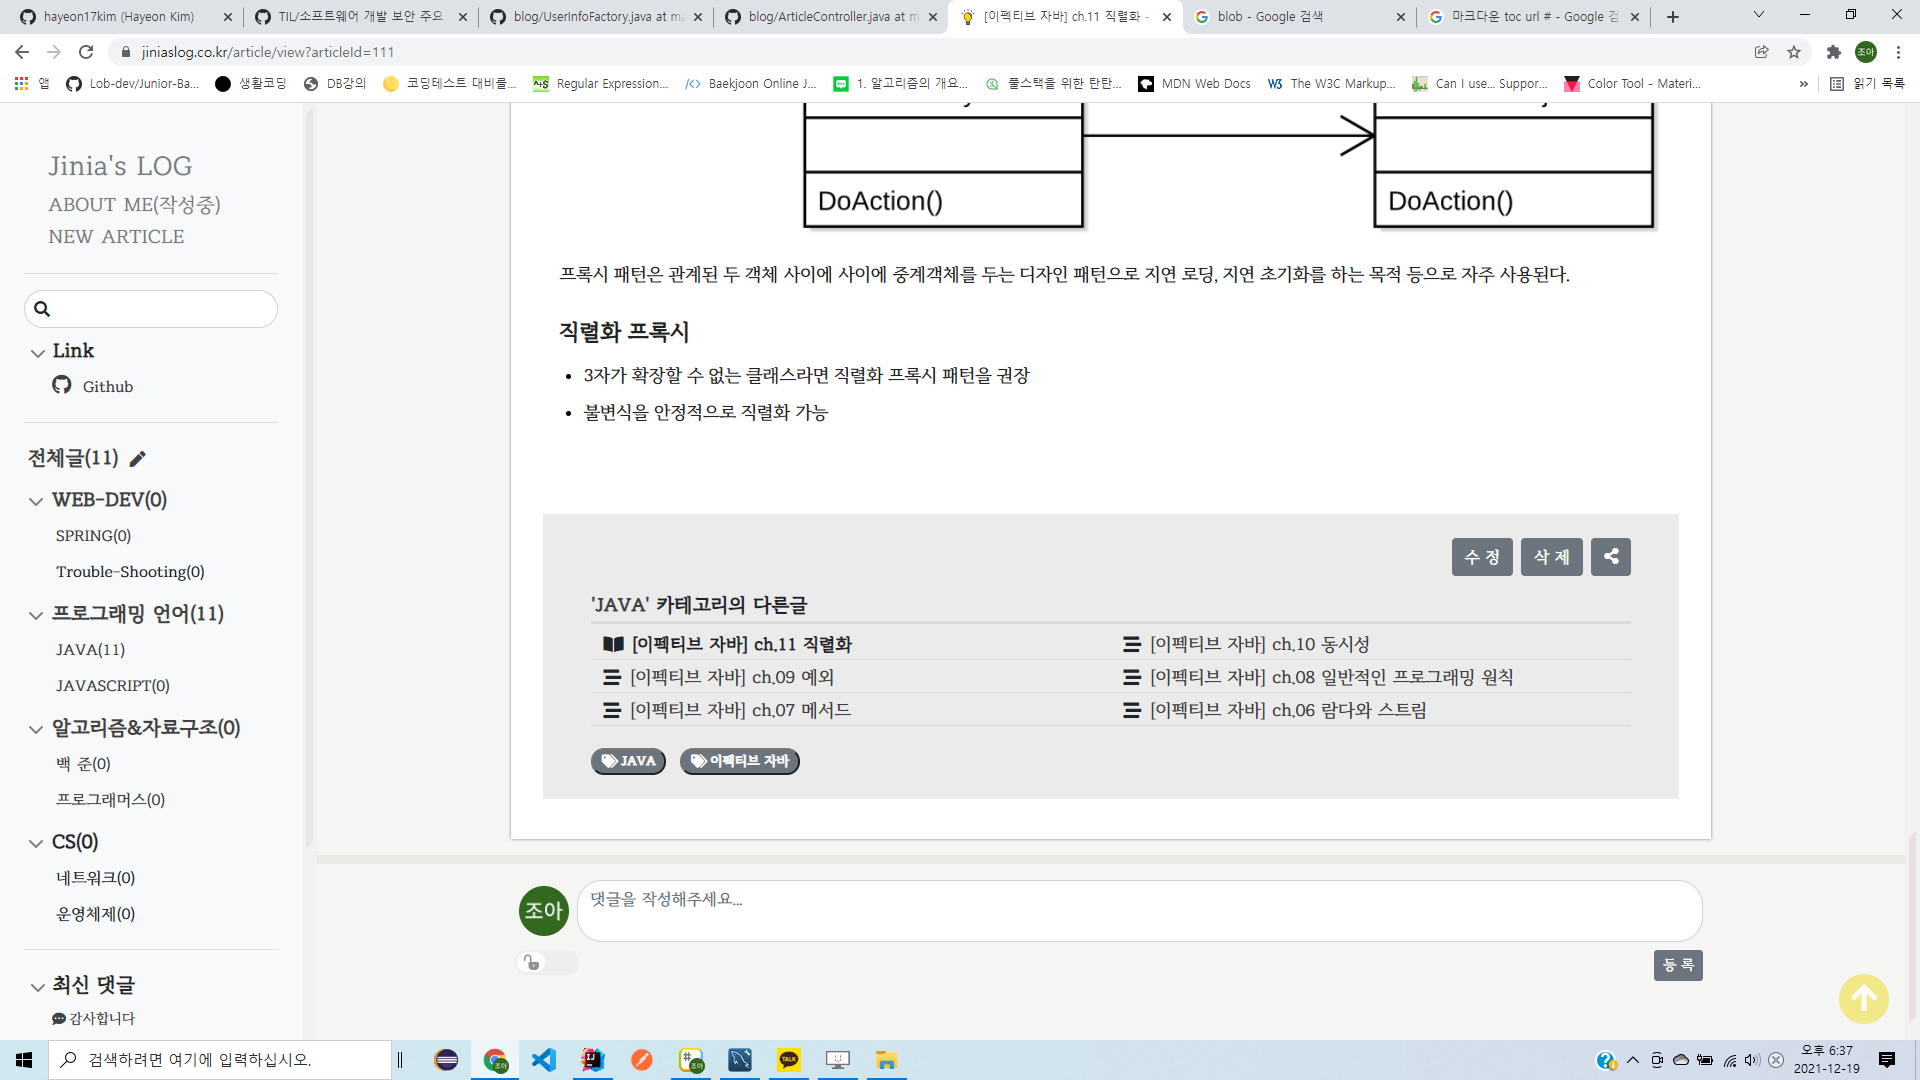 hayeon17kim (Hayeon Kim)
TIL/소프트웨어 개발 보안 주요
blog/UserInfoFactory.java at ma
blog/ArticleController.java at m
[이펙티브 자바] ch.11 직렬화 -
blob - Google 검색
마크다운 toc url # - Google 검
jiniaslog.co.kr/article/view?articleId=111
조아
앱
Lob-dev/Junior-Ba...
생활코딩
DB강의
코딩테스트 대비를...
Regular Expression...
Baekjoon Online J...
1. 알고리즘의 개요...
풀스택을 위한 탄탄...
MDN Web Docs
The W3C Markup...
Can I use... Suppor...
Color Tool - Materi...
»
읽기 목록
Jinia's LOG
ABOUT ME(작성중)
NEW ARTICLE
Link
Github
전체글(11)
WEB-DEV(0)
SPRING(0)
Trouble-Shooting(0)
프로그래밍 언어(11)
JAVA(11)
JAVASCRIPT(0)
알고리즘&자료구조(0)
백 준(0)
프로그래머스(0)
CS(0)
네트워크(0)
운영체제(0)
최신 댓글
감사합니다
DoAction()
DoAction()
프록시 패턴은 관계된 두 객체 사이에 사이에 중계객체를 두는 디자인 패턴으로 지연 로딩, 지연 초기화를 하는 목적 등으로 자주 사용된다.
직렬화 프록시
• 3자가 확장할 수 없는 클래스라면 직렬화 프록시 패턴을 권장
• 불변식을 안정적으로 직렬화 가능
수 정
삭 제
'JAVA' 카테고리의 다른글
[이펙티브 자바] ch.11 직렬화
[이펙티브 자바] ch.10 동시성
[이펙티브 자바] ch.09 예외
[이펙티브 자바] ch.08 일반적인 프로그래밍 원칙
[이펙티브 자바] ch.07 메서드
[이펙티브 자바] ch.06 람다와 스트림
JAVA
이펙티브 자바
조아
댓글을 작성해주세요...
등 록
검색하려면 여기에 입력하십시오.
오후 6:37
2021-12-19